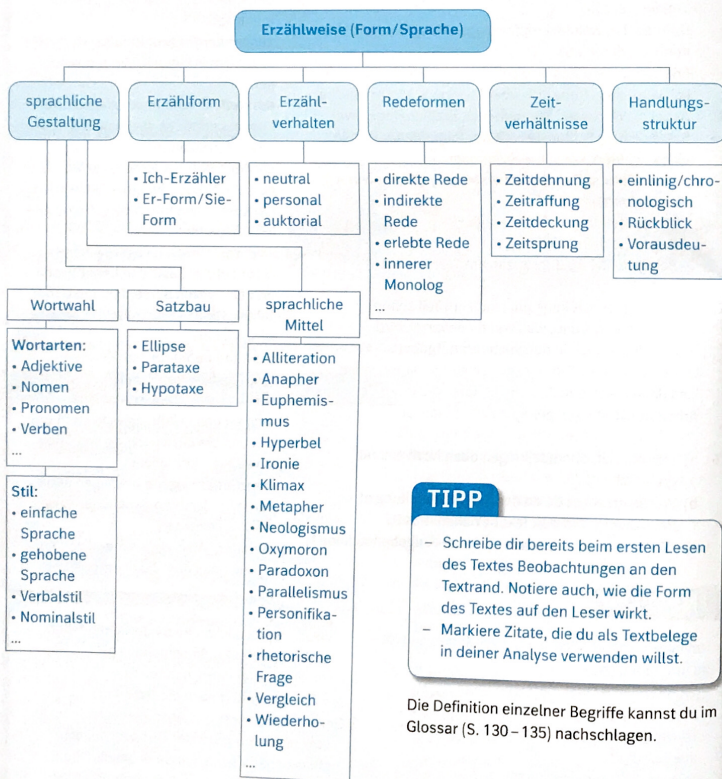 Erzählweise (Form/Sprache)
sprachliche
Gestaltung
Erzählform
Erzähl-
verhalten
Redeformen
Zeit-
verhältnisse
Handlungs-
struktur
• Ich-Erzähler
• Er-Form/Sie-
Form
• neutral
• personal
• auktorial
• direkte Rede
• indirekte
Rede
• erlebte Rede
• innerer
Monolog
...
• Zeitdehnung
• Zeitraffung
• Zeitdeckung
• Zeitsprung
• einlinig/chro-
nologisch
• Rückblick
• Vorausdeu-
tung
Wortwahl
Wortarten:
• Adjektive
• Nomen
• Pronomen
• Verben
...
Stil:
• einfache
Sprache
• gehobene
Sprache
• Verbalstil
• Nominalstil
...
Satzbau
• Ellipse
• Parataxe
• Hypotaxe
sprachliche
Mittel
• Alliteration
• Anapher
• Euphemis-
mus
• Hyperbel
• Ironie
• Klimax
• Metapher
• Neologismus
• Oxymoron
• Paradoxon
• Parallelismus
• Personifika-
tion
• rhetorische
Frage
• Vergleich
• Wiederho-
lung
...
TIPP
– Schreibe dir bereits beim ersten Lesen
des Textes Beobachtungen an den
Textrand. Notiere auch, wie die Form
des Textes auf den Leser wirkt.
– Markiere Zitate, die du als Textbelege
in deiner Analyse verwenden willst.
Die Definition einzelner Begriffe kannst du im
Glossar (S. 130–135) nachschlagen.